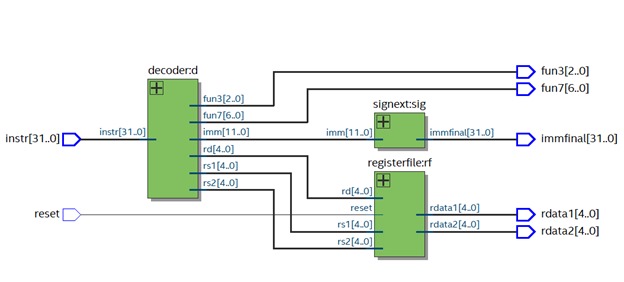 decoder:d
instr[31..0]
instr[31..0]
fun3[2..0]
fun7[6..0]
imm[11..0]
rd[4..0]
rs1[4..0]
rs2[4..0]
signext:sig
imm[11..0]
immfinal[31..0]
registerfile:rf
rd[4..0]
reset
rs1[4..0]
rs2[4..0]
rdata1[4..0]
rdata2[4..0]
reset
fun3[2..0]
fun7[6..0]
immfinal[31..0]
rdata1[4..0]
rdata2[4..0]